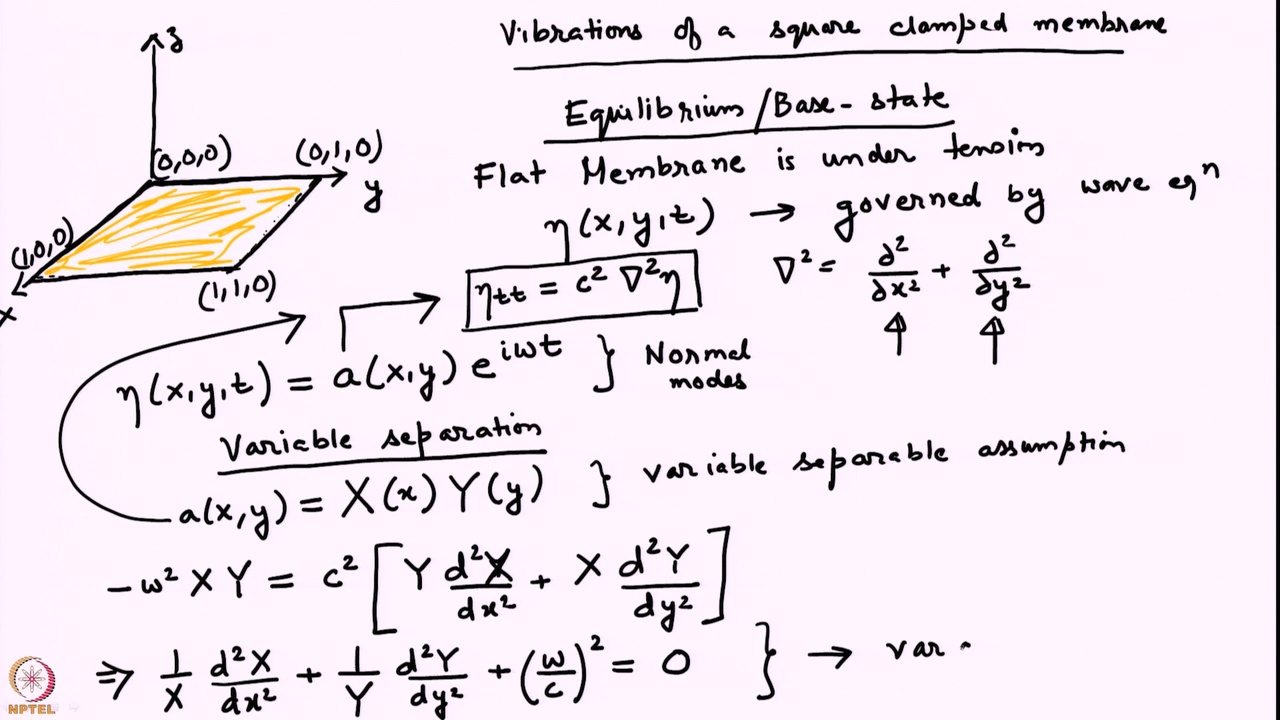 Vibrations of a square clamped membrane
Equilibrium/Base-state
Flat Membrane is under tension
η(x,y,t) → governed by wave eqⁿ
η_tt = c² ∇²η
∇² = ∂²/∂x² + ∂²/∂y²
z
(0,0,0)
(0,1,0)
y
(1,0,0)
(1,1,0)
x
η(x,y,t) = a(x,y) e^{iωt} } Normal modes
Variable separation
a(x,y) = X(x) Y(y) } variable separable assumption
-ω² X Y = c² [ Y d²X/dx² + X d²Y/dy² ]
⇒ 1/X d²X/dx² + 1/Y d²Y/dy² + (ω/c)² = 0 } → var
NPTEL